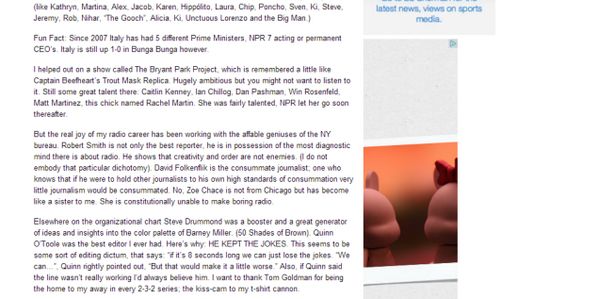 (like Kathryn, Martina, Alex, Jacob, Karen, Hippólito, Laura, Chip, Poncho, Sven, Ki, Steve,
Jeremy, Rob, Nihar, “The Gooch”, Alicia, Ki. Unctuous Lorenzo and the Big Man.)
Fun Fact: Since 2007 Italy has had 5 different Prime Ministers, NPR 7 acting or permanent
CEO’s. Italy is still up 1-0 in Bunga Bunga however.
I helped out on a show called The Bryant Park Project, which is remembered a little like
Captain Beefheart’s Trout Mask Replica. Hugely ambitious but you might not want to listen to
it. Still some great talent there. Caitlin Kenney, Ian Chillog, Dan Pashman, Win Rosenfeld,
Matt Martinez, this chick named Rachel Martin. She was fairly talented, NPR let her go soon
thereafter.
But the real joy of my radio career has been working with the affable geniuses of the NY
bureau. Robert Smith is not only the best reporter, he is in possession of the most diagnostic
mind there is about radio. He shows that creativity and order are not enemies. (I do not
embody that particular dichotomy). David Folkenflik is the consummate journalist; one who
knows that if he were to hold other journalists to his own high standards of consummation very
little journalism would be consummated. No, Zoe Chace is not from Chicago but has become
like a sister to me. She is constitutionally unable to make boring radio.
Elsewhere on the organizational chart Steve Drummond was a booster and a great generator
of ideas and insights into the color palette of Barney Miller. (50 Shades of Brown). Quinn
O’Toole was the best editor I ever had. Here’s why: HE KEPT THE JOKES. This seems to be
some sort of editing dictum, that says: “if it’s 8 seconds long we can just lose the jokes. “We
can…”, Quinn rightly pointed out, “But that would make it a little worse.” Also, if Quinn said
the line wasn’t really working I’d always believe him. I want to thank Tom Goldman for being
the home to my away in every 2-3-2 series; the kiss-cam to my t-shirt cannon.
latest news, views on sports
media.